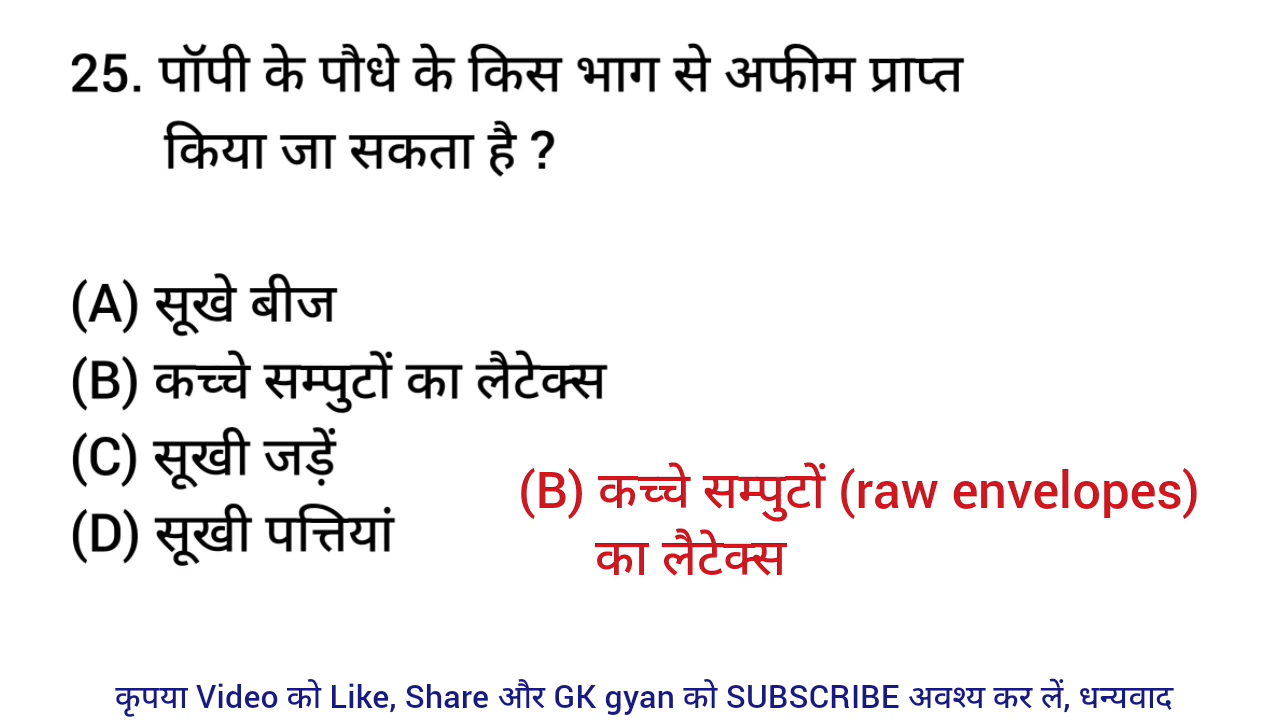 25. पॉपी के पौधे के किस भाग से अफीम प्राप्त
किया जा सकता है ?
(A) सूखे बीज
(B) कच्चे सम्पुटों का लैटेक्स
(C) सूखी जड़ें
(D) सूखी पत्तियां
(B) कच्चे सम्पुटों (raw envelopes)
का लैटेक्स
कृपया Video को Like, Share और GK gyan को SUBSCRIBE अवश्य कर लें, धन्यवाद